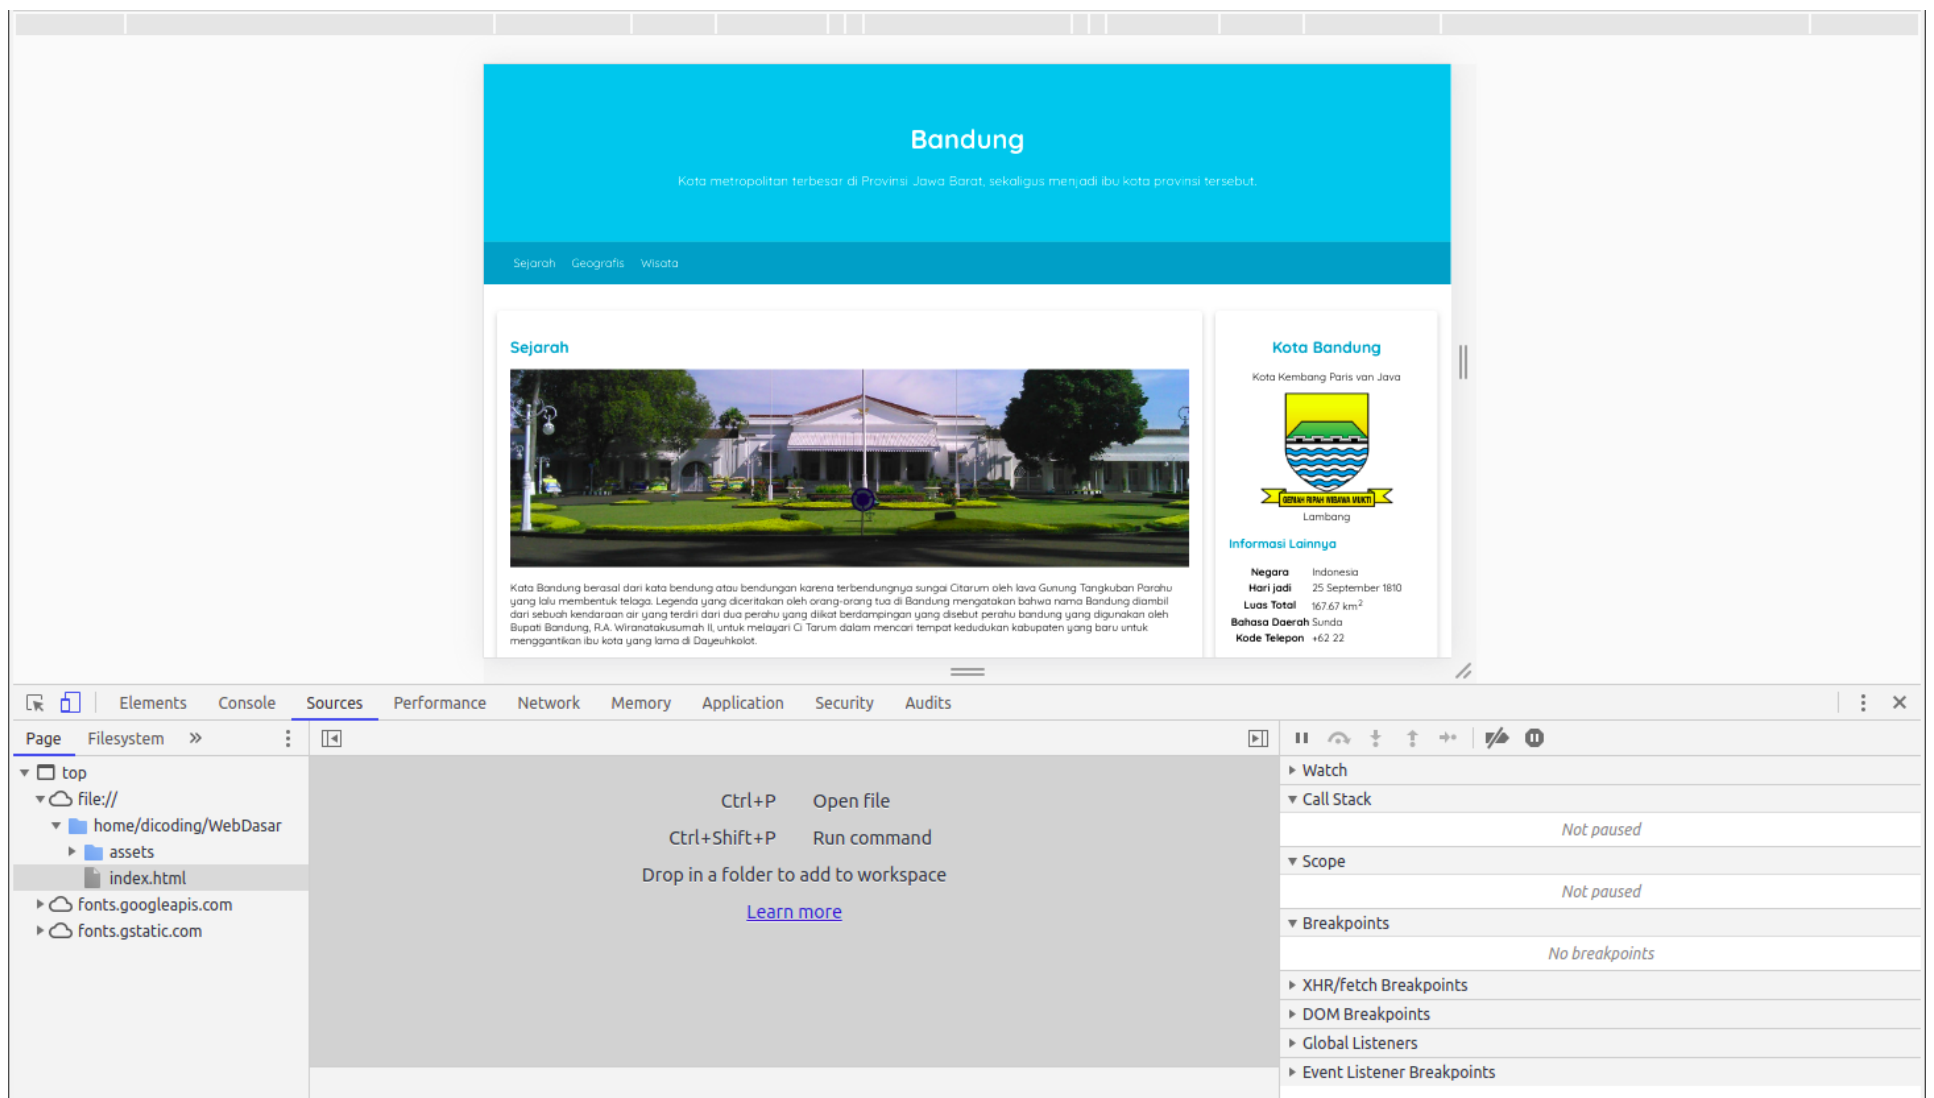 Bandung
Kota metropolitan terbesar di Provinsi Jawa Barat, sekaligus menjadi ibu kota provinsi tersebut.
Sejarah Geografis Wisata
Sejarah
Kata Bandung berasal dari kata bendung atau bendungan karena terbendungnya sungai Citarum oleh lava Gunung Tangkuban Parahu
yang lalu membentuk telaga. Legenda yang diceritakan oleh orang-orang tua di Bandung mengatakan bahwa nama Bandung diambil
dari sebuah kendaraan air yang terdiri dari dua perahu yang diikat berdampingan yang disebut perahu bandung yang digunakan oleh
Bupati Bandung, R.A. Wiranatakusumah II, untuk melayari Ci Tarum dalam mencari tempat kedudukan kabupaten yang baru untuk
menggantikan ibu kota yang lama di Dayeuhkolot.
Kota Bandung
Kota Kembang Paris van Java
GEMAH RIPAH WIBAWA MUKTI
Lambang
Informasi Lainnya
Negara Indonesia
Hari jadi 25 September 1810
Luas Total 167.67 km²
Bahasa Daerah Sunda
Kode Telepon +62 22
Elements Console Sources Performance Network Memory Application Security Audits
Page Filesystem »
top
file://
home/dicoding/WebDasar
assets
index.html
fonts.googleapis.com
fonts.gstatic.com
Ctrl+P Open file
Ctrl+Shift+P Run command
Drop in a folder to add to workspace
Learn more
Watch
Call Stack
Not paused
Scope
Not paused
Breakpoints
No breakpoints
XHR/fetch Breakpoints
DOM Breakpoints
Global Listeners
Event Listener Breakpoints